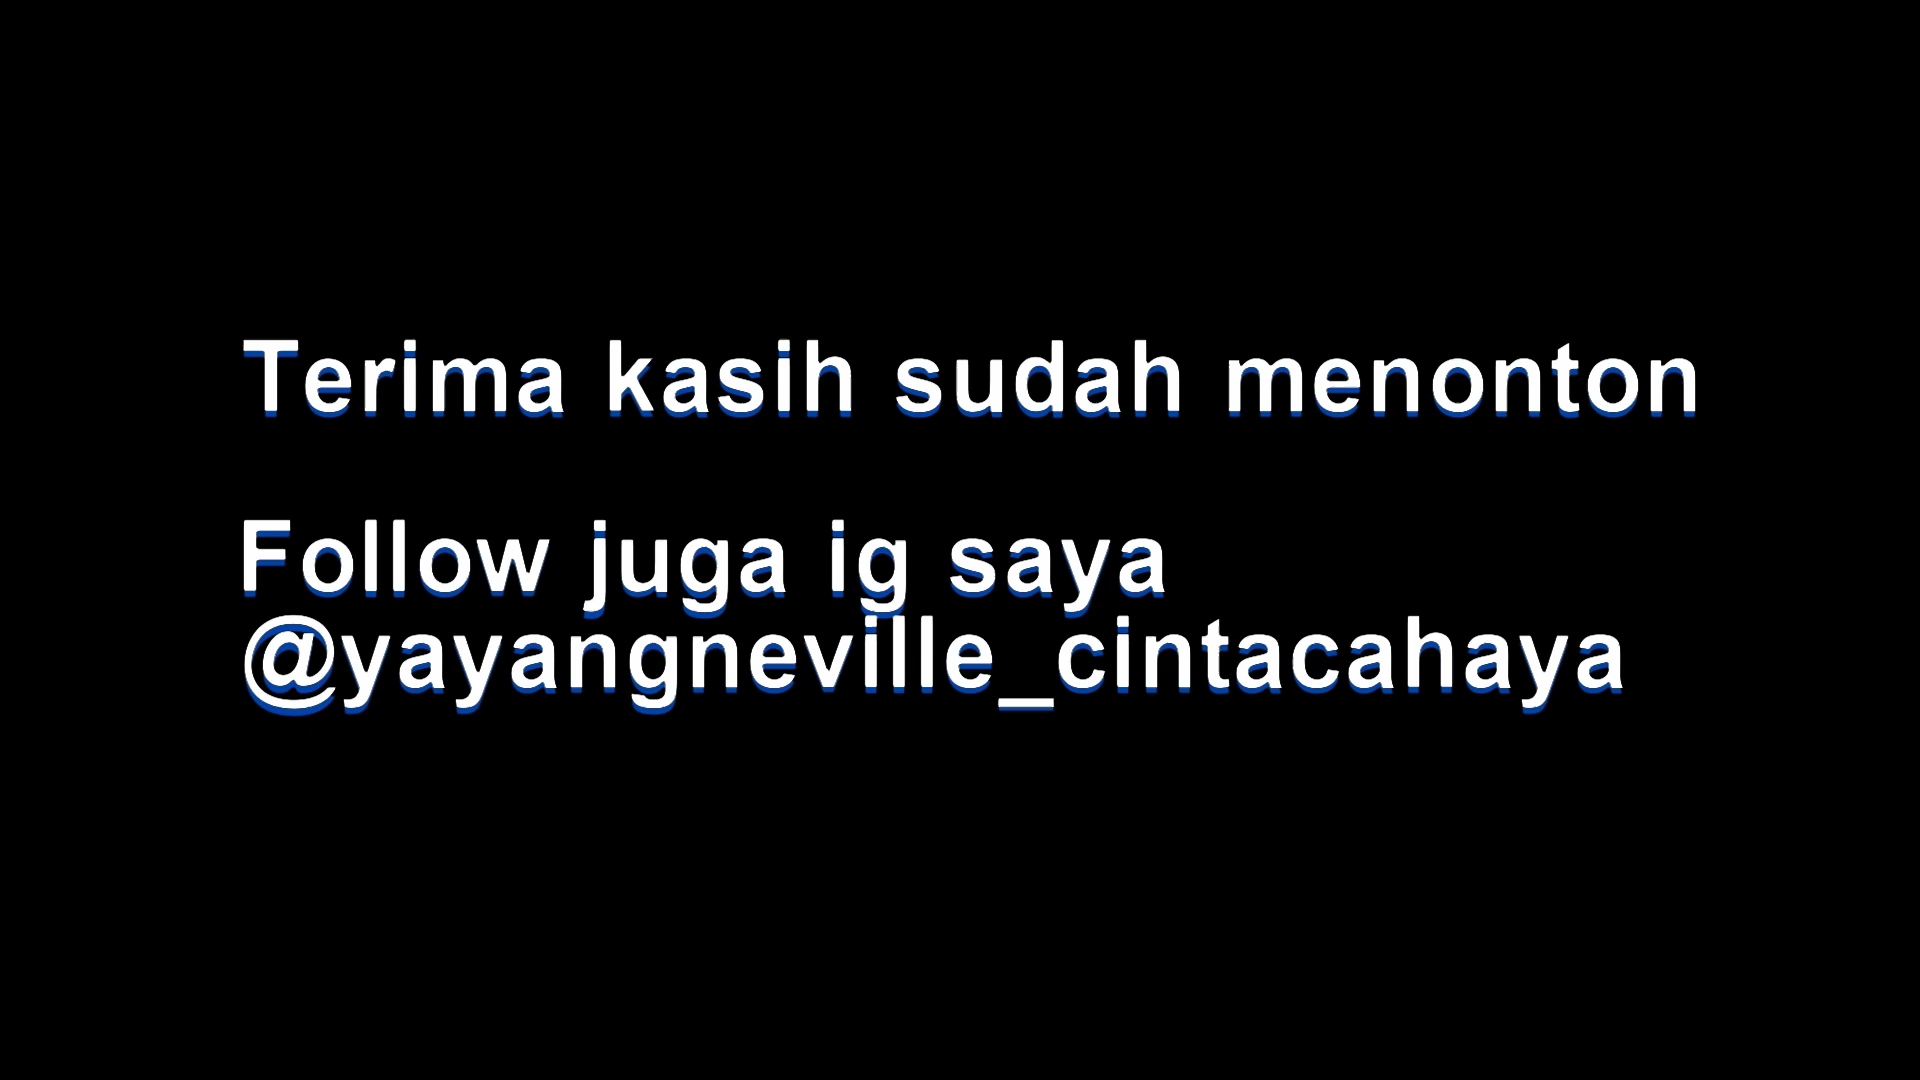 Terima kasih sudah menonton
Follow juga ig saya
@yayangneville_cintacahaya